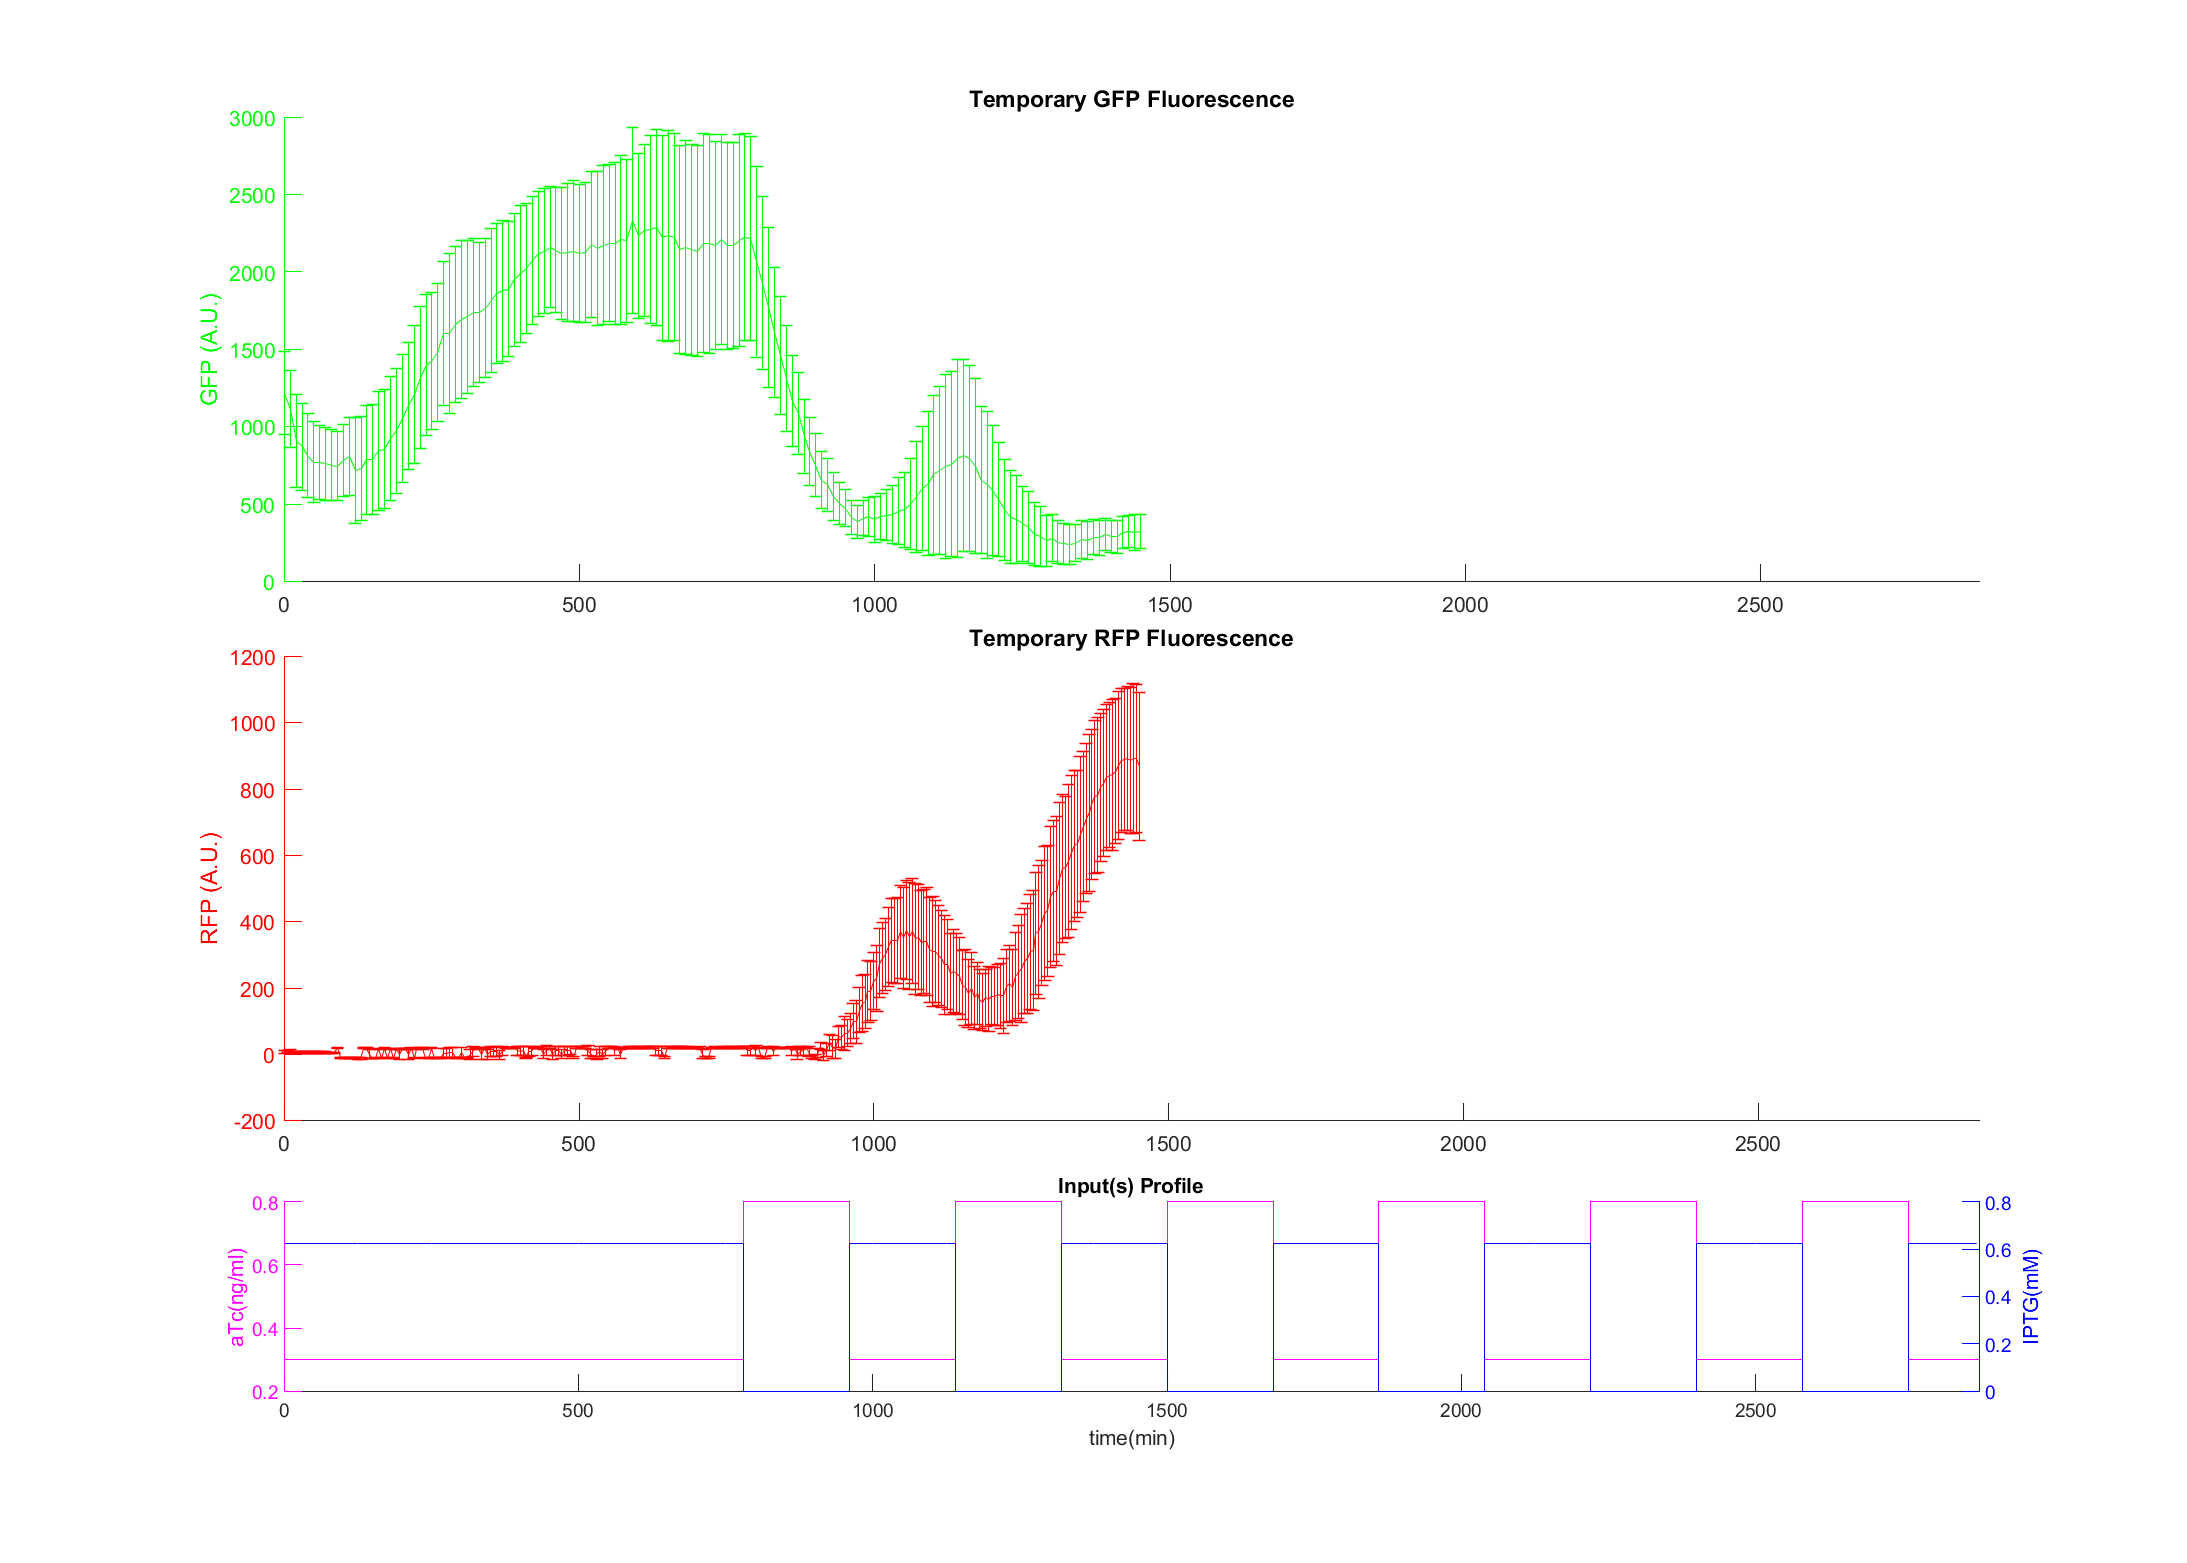 Temporary GFP Fluorescence
3000
2500
2000
1500
1000
500
0
GFP (A.U.)
0 500 1000 1500 2000 2500
Temporary RFP Fluorescence
1200
1000
800
600
400
200
0
-200
RFP (A.U.)
0 500 1000 1500 2000 2500
Input(s) Profile
0.8
0.6
0.4
0.2
aTc(ng/ml)
0.8
0.6
0.4
0.2
0
IPTG(mM)
0 500 1000 1500 2000 2500
time(min)